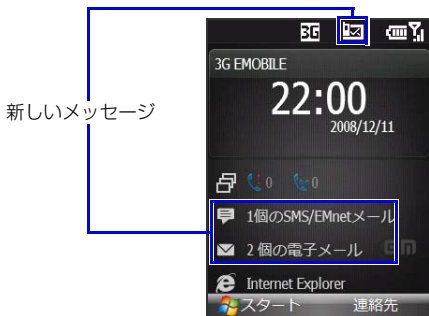 3G
新しいメッセージ
3G EMOBILE
22:00
2008/12/11
0 0
1個のSMS/EMnetメール
2 個の電子メール
EM
Internet Explorer
スタート 連絡先